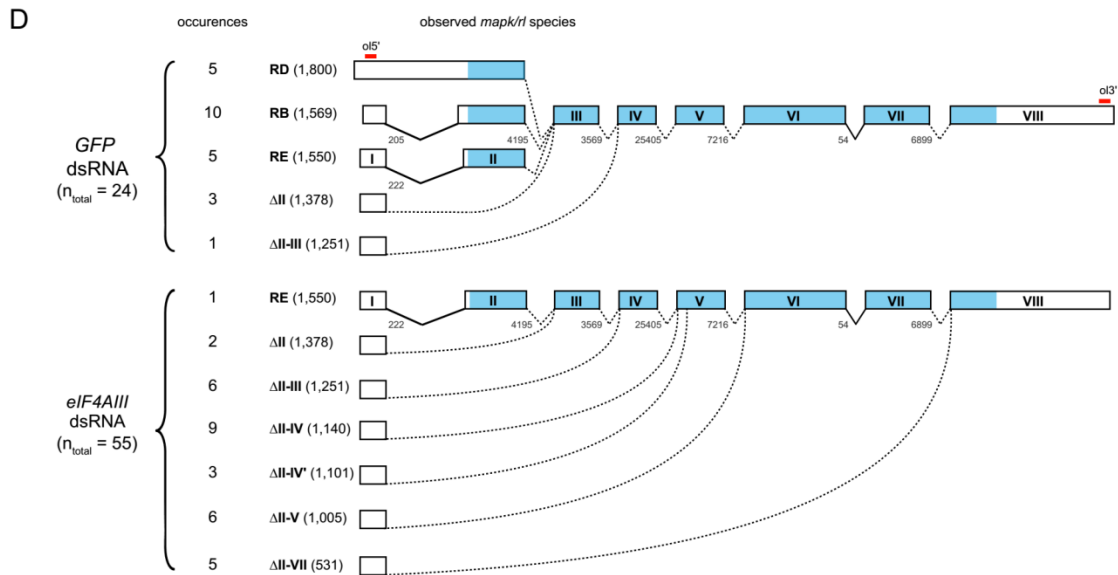 D
occurences observed mapk/rl species
ol5'
5 RD (1,800)
ol3'
10 RB (1,569) III IV V VI VII VIII
205 4195 3569 25405 7216 54 6899
GFP
dsRNA
(ntotal = 24)
5 RE (1,550) I II
222
3 ΔII (1,378)
1 ΔII-III (1,251)
1 RE (1,550) I II III IV V VI VII VIII
222 4195 3569 25405 7216 54 6899
2 ΔII (1,378)
6 ΔII-III (1,251)
eIF4AIII
dsRNA
(ntotal = 55)
9 ΔII-IV (1,140)
3 ΔII-IV' (1,101)
6 ΔII-V (1,005)
5 ΔII-VII (531)